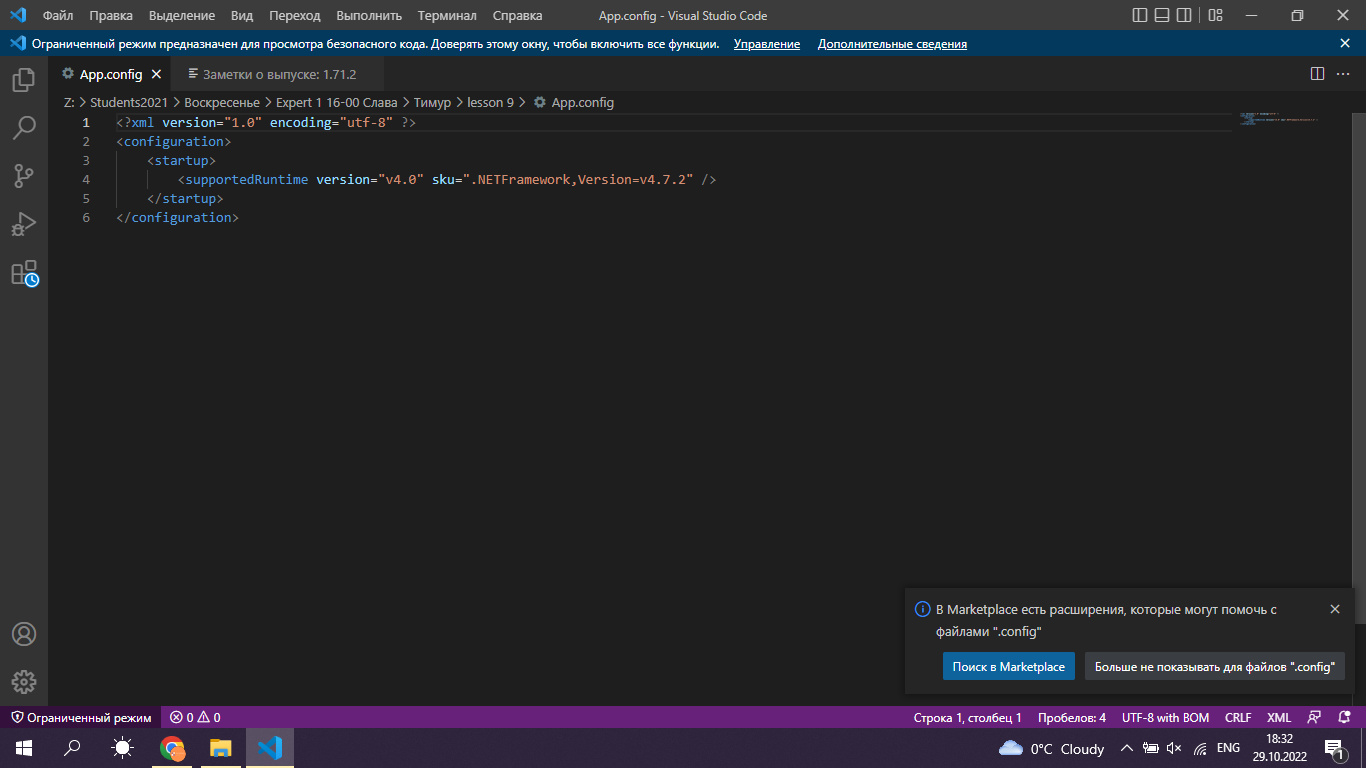 Файл Правка Выделение Вид Переход Выполнить Терминал Справка App.config - Visual Studio Code
Ограниченный режим предназначен для просмотра безопасного кода. Доверять этому окну, чтобы включить все функции. Управление Дополнительные сведения
App.config Заметки о выпуске: 1.71.2
Z: > Students2021 > Воскресенье > Expert 1 16-00 Слава > Тимур > lesson 9 > App.config
1 <?xml version="1.0" encoding="utf-8" ?>
2 <configuration>
3 <startup>
4 <supportedRuntime version="v4.0" sku=".NETFramework,Version=v4.7.2" />
5 </startup>
6 </configuration>
В Marketplace есть расширения, которые могут помочь с
файлами ".config"
Поиск в Marketplace Больше не показывать для файлов ".config"
Ограниченный режим 0 0 Строка 1, столбец 1 Пробелов: 4 UTF-8 with BOM CRLF XML
0°C Cloudy ENG 18:32
29.10.2022 1